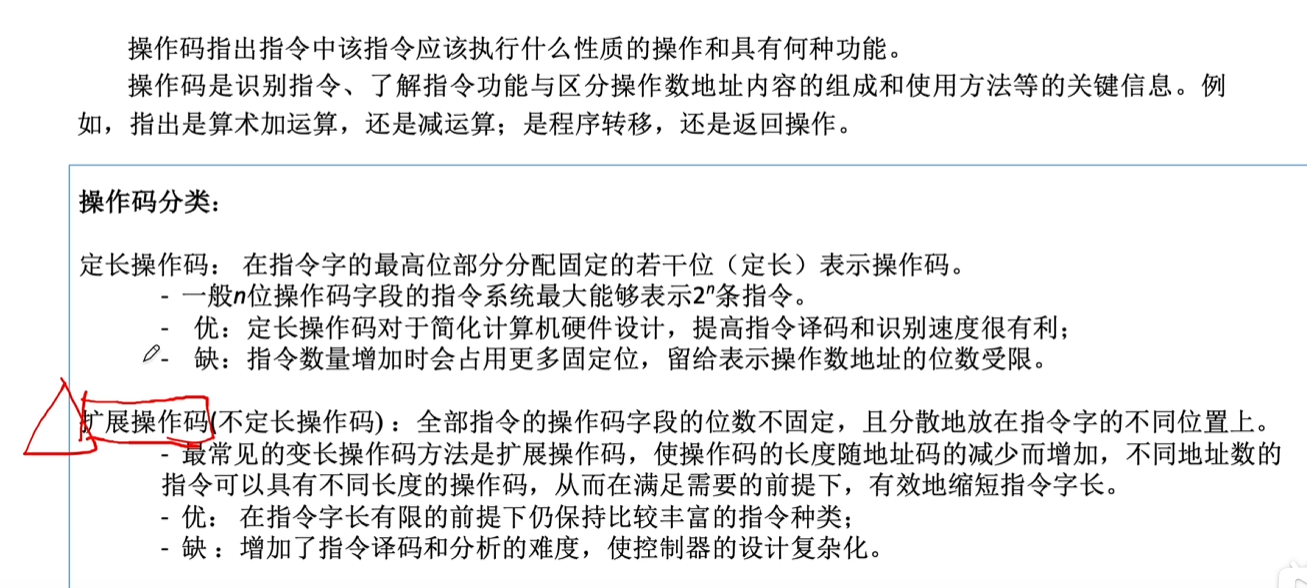 操作码指出指令中该指令应该执行什么性质的操作和具有何种功能。
操作码是识别指令、了解指令功能与区分操作数地址内容的组成和使用方法等的关键信息。例
如，指出是算术加运算，还是减运算；是程序转移，还是返回操作。
操作码分类：
定长操作码： 在指令字的最高位部分分配固定的若干位（定长）表示操作码。
- 一般n位操作码字段的指令系统最大能够表示2ⁿ条指令。
- 优：定长操作码对于简化计算机硬件设计，提高指令译码和识别速度很有利；
- 缺：指令数量增加时会占用更多固定位，留给表示操作数地址的位数受限。
扩展操作码(不定长操作码)：全部指令的操作码字段的位数不固定，且分散地放在指令字的不同位置上。
- 最常见的变长操作码方法是扩展操作码，使操作码的长度随地址码的减少而增加，不同地址数的
指令可以具有不同长度的操作码，从而在满足需要的前提下，有效地缩短指令字长。
- 优： 在指令字长有限的前提下仍保持比较丰富的指令种类；
- 缺：增加了指令译码和分析的难度，使控制器的设计复杂化。